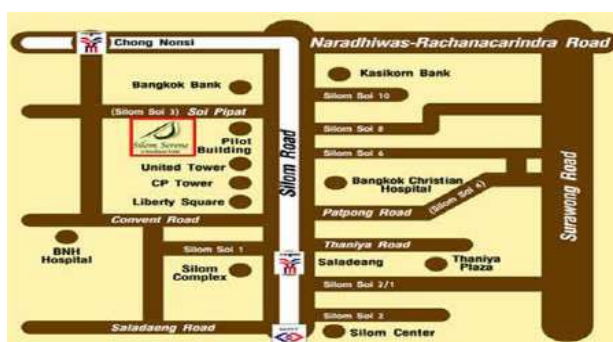 Chong Nonsi
Naradhiwas-Rachanacarindra Road
Bangkok Bank
Kasikorn Bank
Silom Soi 10
(Silom Soi 3) Soi Pipat
Silom Serene
Pilot
Building
Silom Soi 8
United Tower
Silom Soi 6
CP Tower
Bangkok Christian
Hospital
Liberty Square
(Silom Soi 4)
Silom Road
Surawong Road
Convent Road
Patpong Road
BNH
Hospital
Silom Soi 1
Thaniya Road
Silom
Complex
Saladeang
Thaniya
Plaza
Silom Soi 2/1
Saladaeng Road
Silom Soi 2
Silom Center